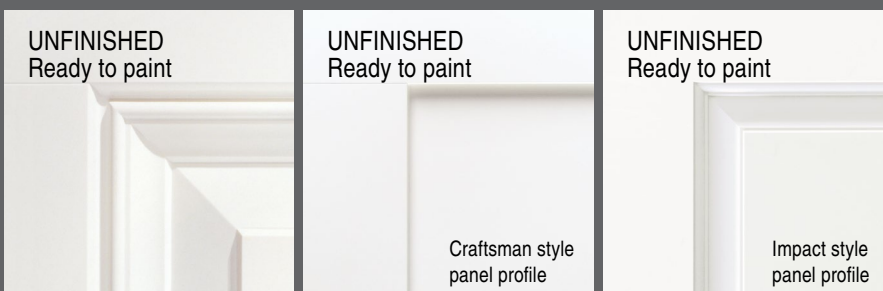 UNFINISHED
Ready to paint
UNFINISHED
Ready to paint
Craftsman style
panel profile
UNFINISHED
Ready to paint
Impact style
panel profile